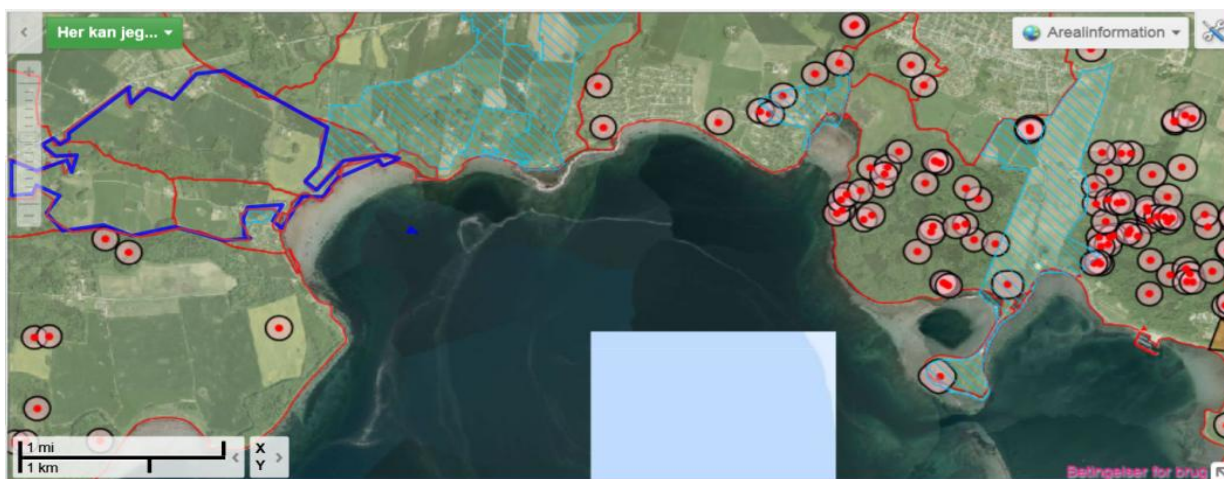 Her kan jeg...
Arealinformation
1 mi
1 km
X
Y
Betingelser for brug